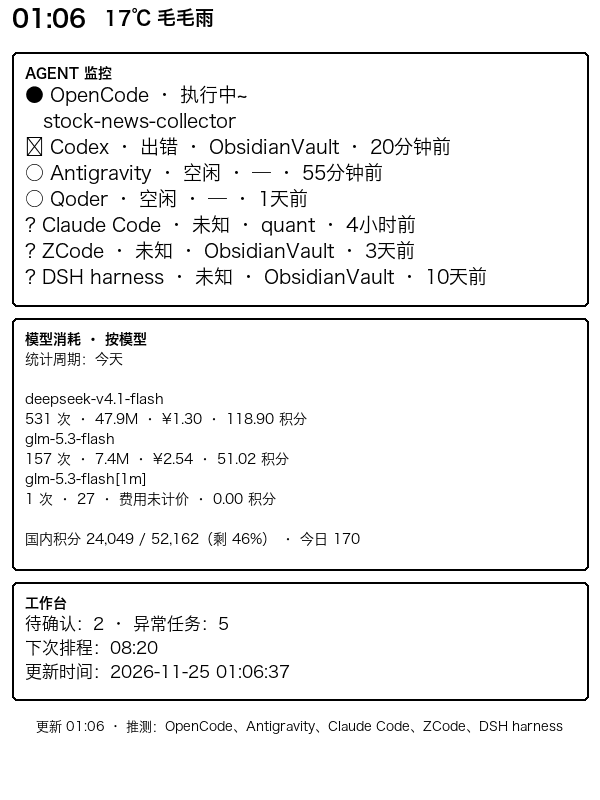 01:06 17℃ 毛毛雨
AGENT 监控
● OpenCode · 执行中~
stock-news-collector
☒ Codex · 出错 · ObsidianVault · 20分钟前
○ Antigravity · 空闲 · — · 55分钟前
○ Qoder · 空闲 · — · 1天前
? Claude Code · 未知 · quant · 4小时前
? ZCode · 未知 · ObsidianVault · 3天前
? DSH harness · 未知 · ObsidianVault · 10天前
模型消耗 · 按模型
统计周期：今天
deepseek-v4.1-flash
531 次 · 47.9M · ¥1.30 · 118.90 积分
glm-5.3-flash
157 次 · 7.4M · ¥2.54 · 51.02 积分
glm-5.3-flash[1m]
1 次 · 27 · 费用未计价 · 0.00 积分
国内积分 24,049 / 52,162（剩 46%） · 今日 170
工作台
待确认：2 · 异常任务：5
下次排程：08:20
更新时间：2026-11-25 01:06:37
更新 01:06 · 推测：OpenCode、Antigravity、Claude Code、ZCode、DSH harness